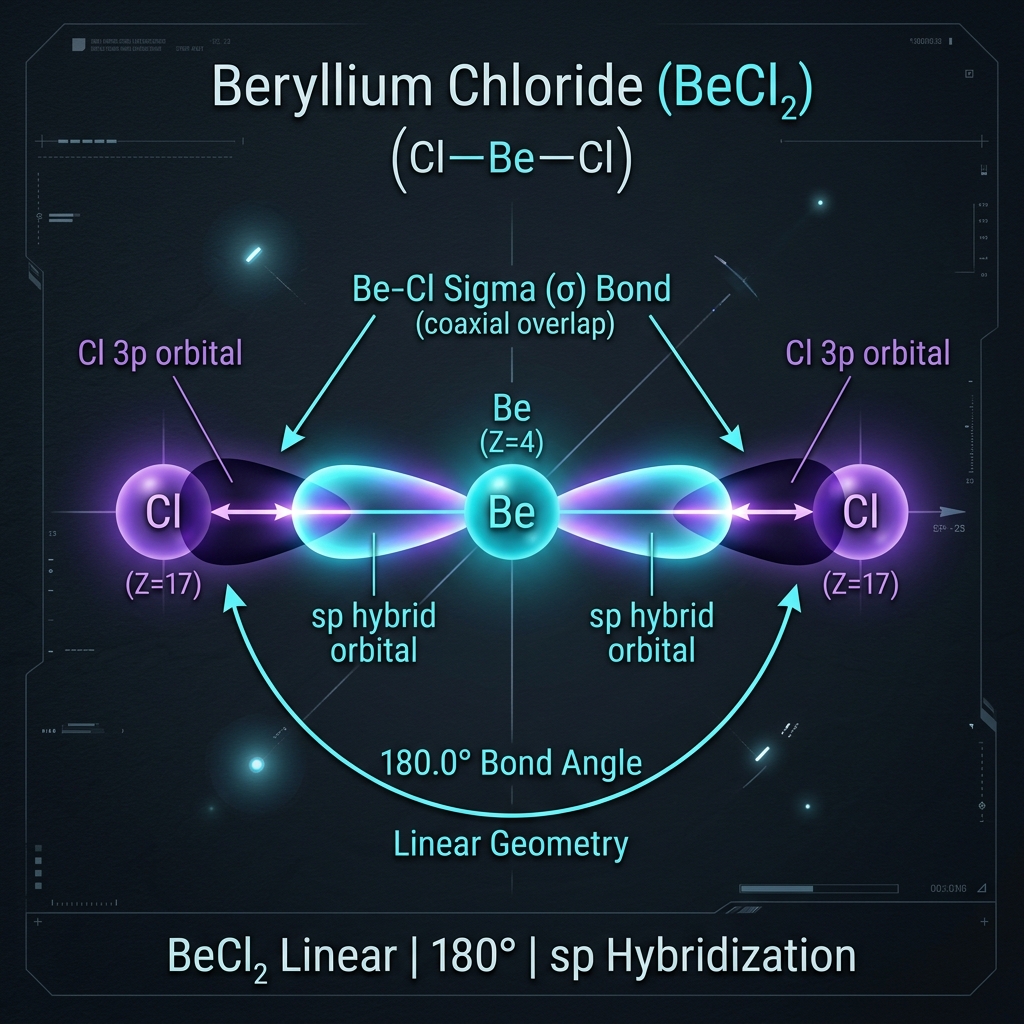 Beryllium Chloride (BeCl₂)
(Cl—Be—Cl)
Be-Cl Sigma (σ) Bond
(coaxial overlap)
Cl 3p orbital
Cl 3p orbital
Be
(Z=4)
Cl
Be
Cl
(Z=17)
(Z=17)
sp hybrid
orbital
sp hybrid
orbital
180.0° Bond Angle
Linear Geometry
BeCl₂ Linear | 180° | sp Hybridization